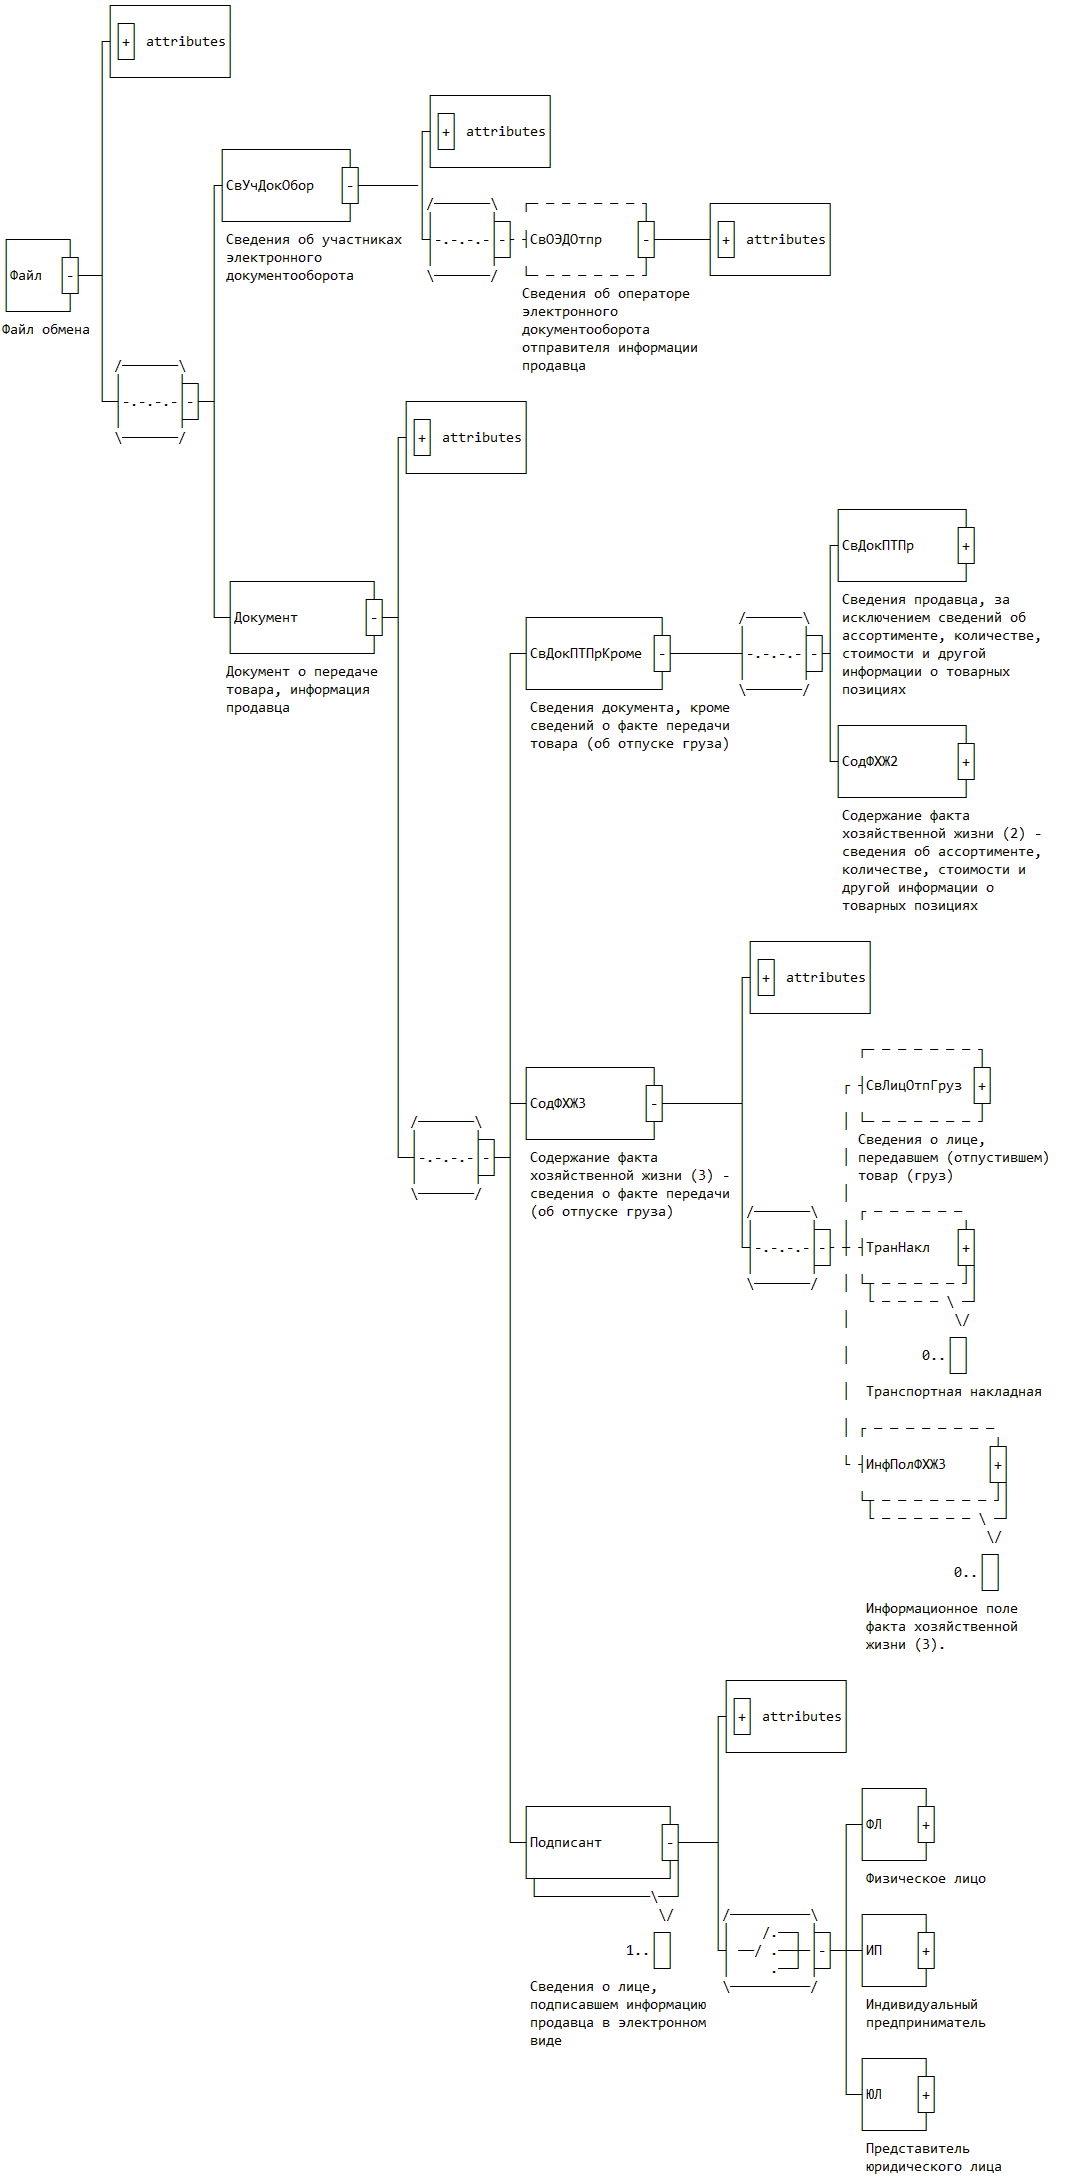 + attributes
+ attributes
СвУчДокОбор -
Сведения об участниках
электронного
документооборота
-.-.-.- -
СвОЭДОтпр -
+ attributes
Сведения об операторе
электронного
документооборота
отправителя информации
продавца
Файл -
Файл обмена
-.-.-.- -
+ attributes
Документ -
Документ о передаче
товара, информация
продавца
СвДокПТПрКроме -
Сведения документа, кроме
сведений о факте передачи
товара (об отпуске груза)
-.-.-.- -
СвДокПТПр +
Сведения продавца, за
исключением сведений об
ассортименте, количестве,
стоимости и другой
информации о товарных
позициях
СодФХЖ2 +
Содержание факта
хозяйственной жизни (2) -
сведения об ассортименте,
количестве, стоимости и
другой информации о
товарных позициях
+ attributes
-.-.-.- -
СодФХЖ3 -
Содержание факта
хозяйственной жизни (3) -
сведения о факте передачи
(об отпуске груза)
СвЛицОтпГруз +
Сведения о лице,
передавшем (отпустившем)
товар (груз)
-.-.-.- -
ТранНакл +
0..
Транспортная накладная
ИнфПолФХЖ3 +
0..
Информационное поле
факта хозяйственной
жизни (3).
+ attributes
Подписант -
1..
Сведения о лице,
подписавшем информацию
продавца в электронном
виде
-
ФЛ +
Физическое лицо
ИП +
Индивидуальный
предприниматель
ЮЛ +
Представитель
юридического лица